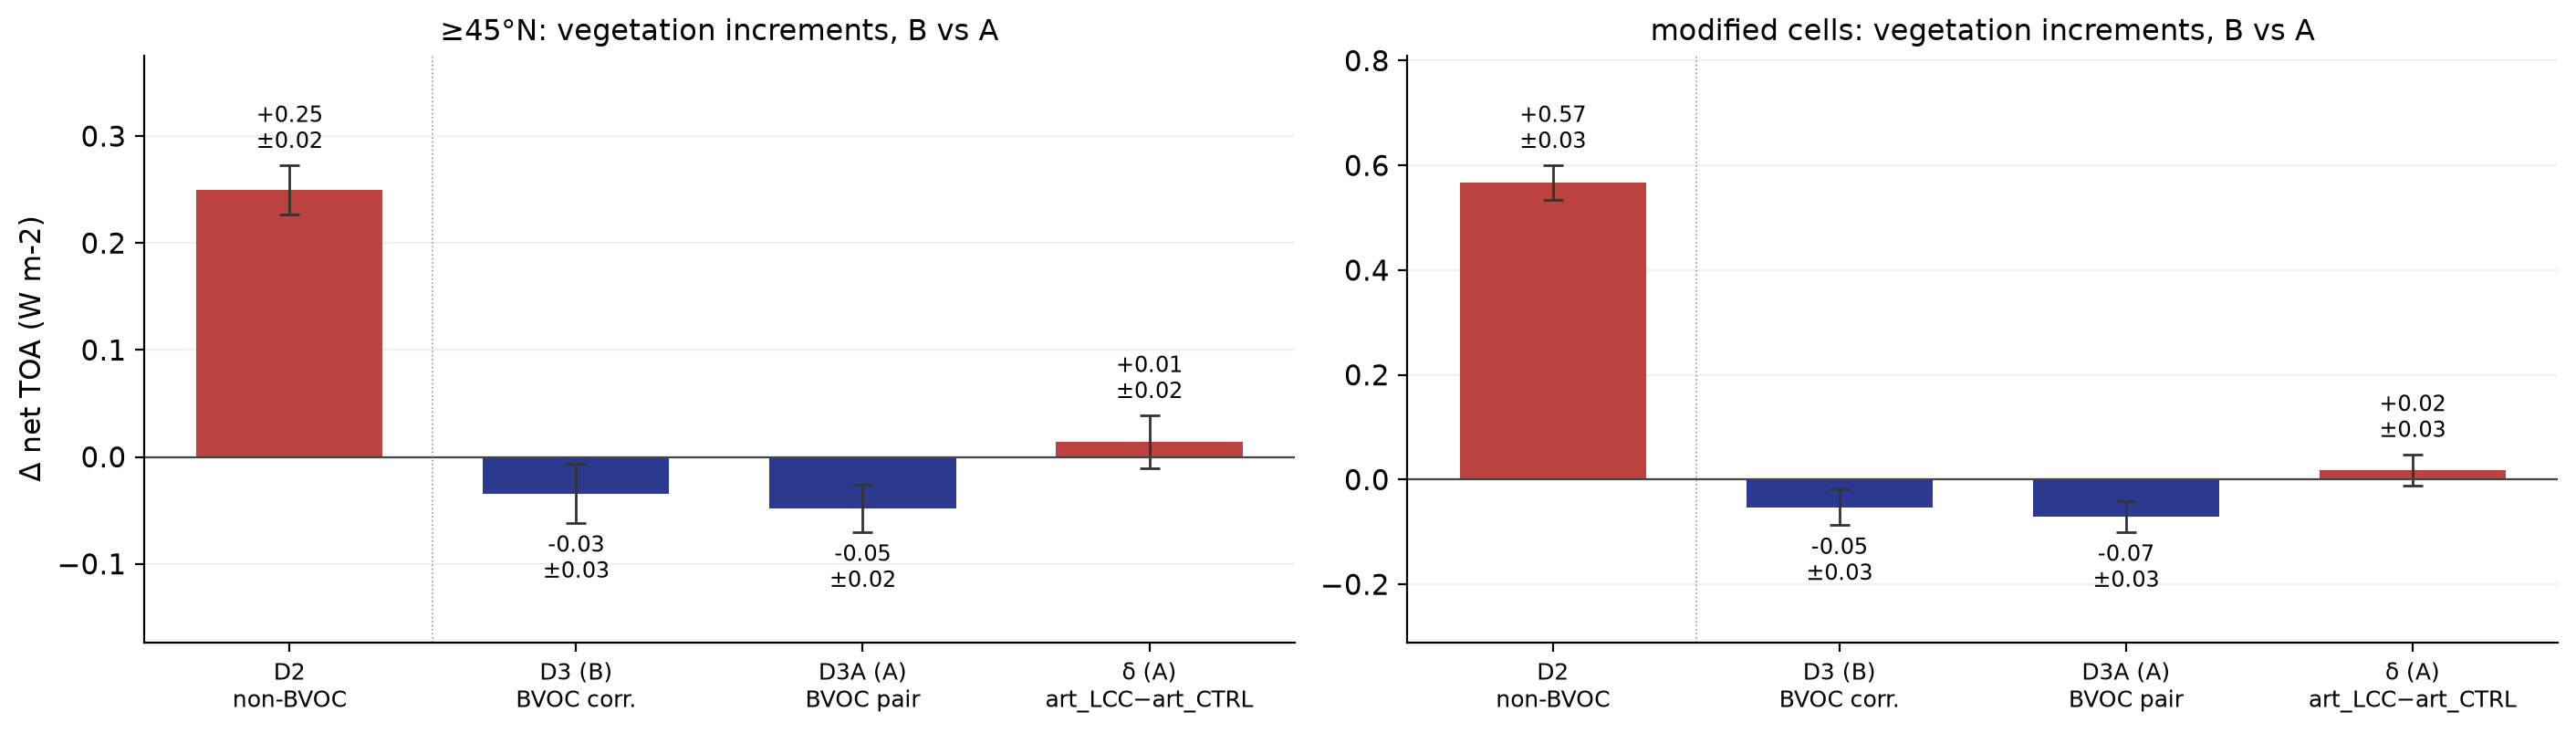 ≥45°N: vegetation increments, B vs A
Δ net TOA (W m-2)
0.3
0.2
0.1
0.0
−0.1
+0.25
±0.02
-0.03
±0.03
-0.05
±0.02
+0.01
±0.02
D2
non-BVOC
D3 (B)
BVOC corr.
D3A (A)
BVOC pair
δ (A)
art_LCC−art_CTRL
modified cells: vegetation increments, B vs A
0.8
0.6
0.4
0.2
0.0
−0.2
+0.57
±0.03
-0.05
±0.03
-0.07
±0.03
+0.02
±0.03
D2
non-BVOC
D3 (B)
BVOC corr.
D3A (A)
BVOC pair
δ (A)
art_LCC−art_CTRL